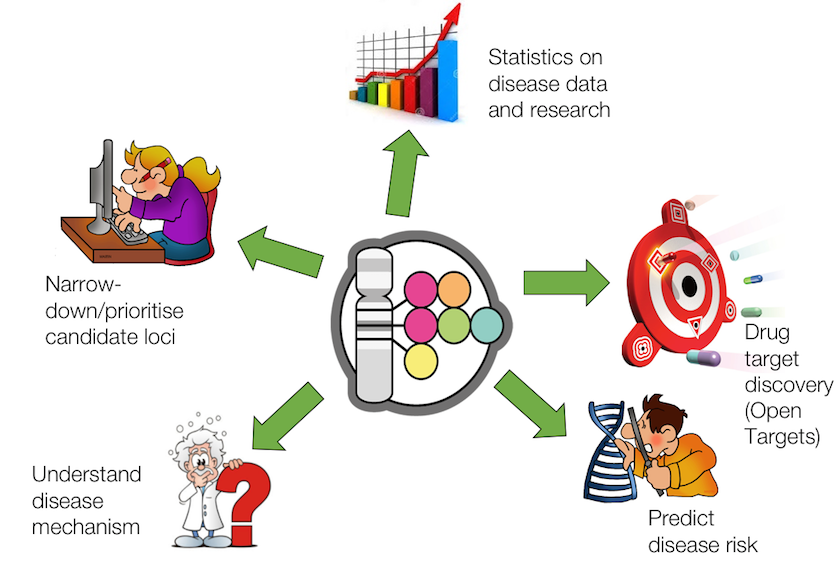 Statistics on
disease data
and research
Narrow-
down/prioritise
candidate loci
Drug
target
discovery
(Open
Targets)
Understand
disease
mechanism
Predict
disease risk